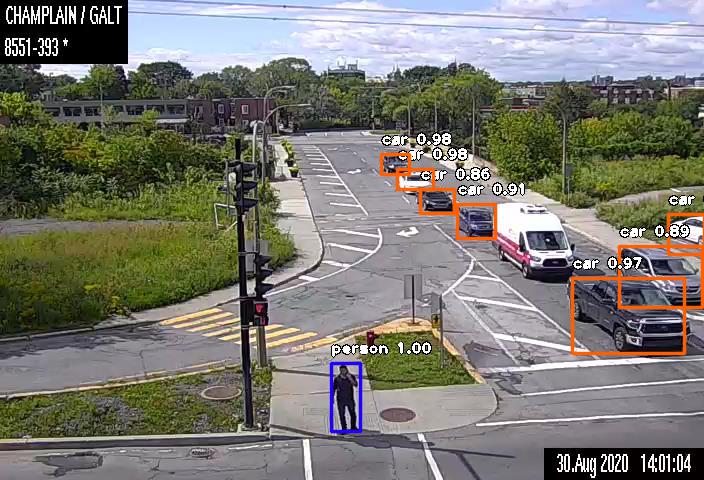 CHAMPLAIN / GALT
8551-393 *
car 0.98
car 0.98
car 0.86
car 0.91
car
car 0.89
car 0.97
person 1.00
30.Aug 2020 14:01:04